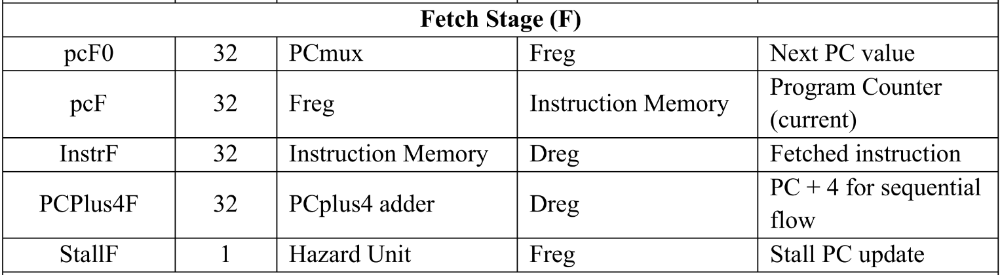 Fetch Stage (F)
pcF0 32 PCmux Freg Next PC value
pcF 32 Freg Instruction Memory Program Counter
(current)
InstrF 32 Instruction Memory Dreg Fetched instruction
PCPlus4F 32 PCplus4 adder Dreg PC + 4 for sequential
flow
StallF 1 Hazard Unit Freg Stall PC update